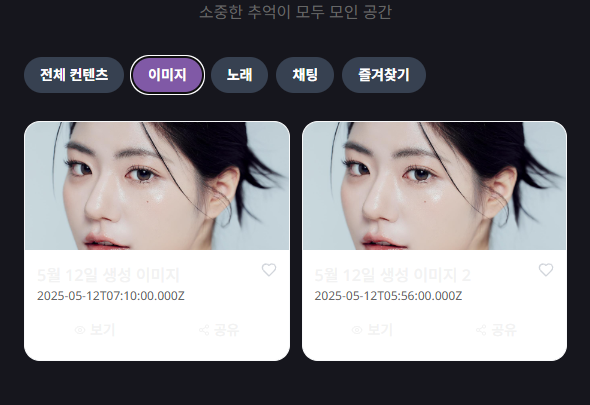 소중한 추억이 모두 모인 공간
전체 컨텐츠 이미지 노래 채팅 즐겨찾기
5월 12일 생성 이미지
2025-05-12T07:10:00.000Z
보기 공유
5월 12일 생성 이미지 2
2025-05-12T05:56:00.000Z
보기 공유